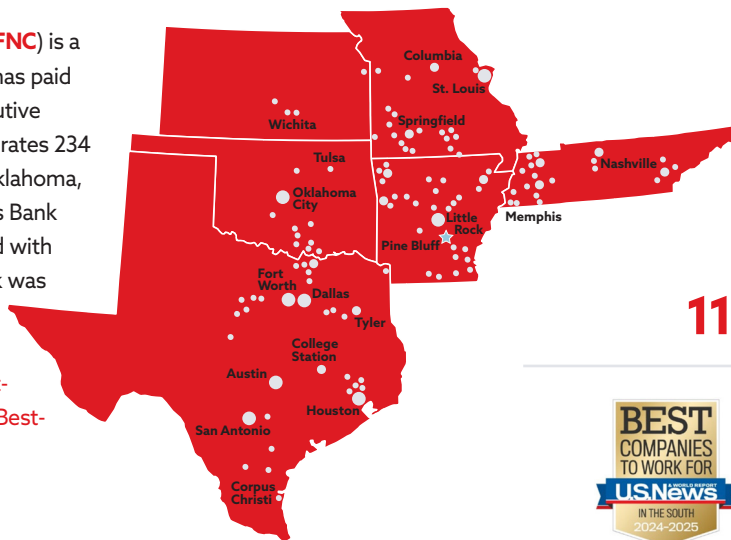 FNC) is a
has paid
utive
rates 234
klahoma,
s Bank
d with
k was
t-
Best-
Columbia
St. Louis
Springfield
Wichita
Tulsa
Oklahoma
City
Nashville
Memphis
Little
Rock
Pine Bluff
Fort
Worth
Dallas
Tyler
College
Station
Austin
Houston
San Antonio
Corpus
Christi
11
BEST
COMPANIES
TO WORK FOR
U.S.News
& WORLD REPORT
IN THE SOUTH
2024-2025